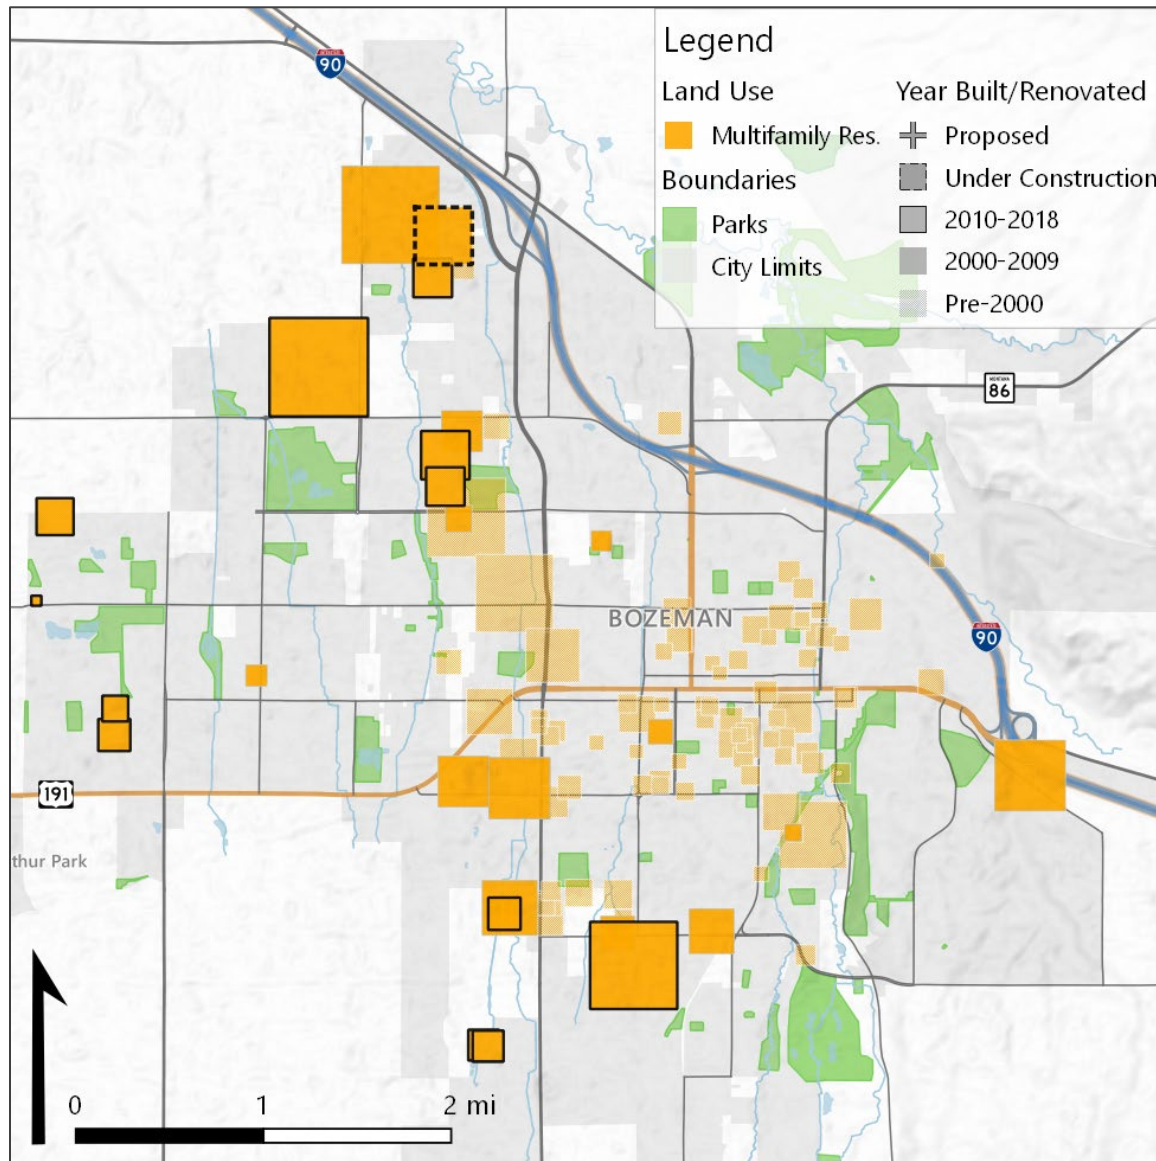 Legend
Land Use
Multifamily Res.
Boundaries
Parks
City Limits
Year Built/Renovated
Proposed
Under Construction
2010-2018
2000-2009
Pre-2000
90
MONTANA
86
BOZEMAN
90
191
thur Park
0 1 2 mi